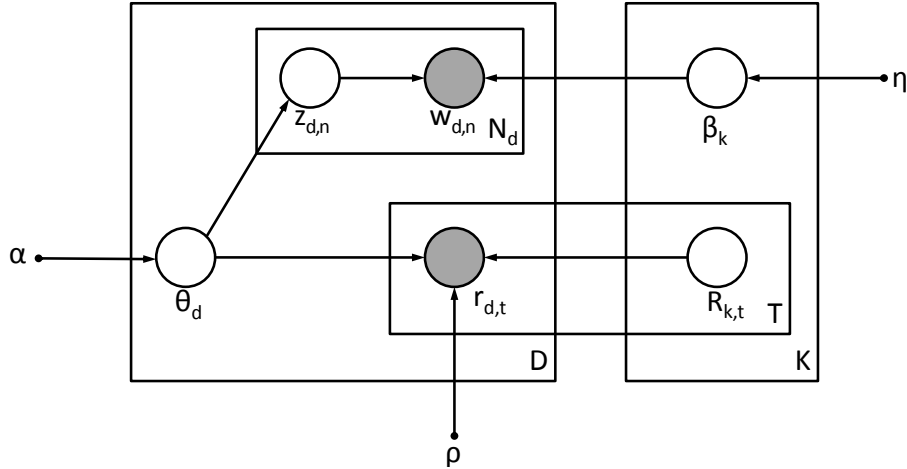 z_{d,n}
w_{d,n}
N_d
β_k
η
α
θ_d
r_{d,t}
R_{k,t}
T
D
K
ρ